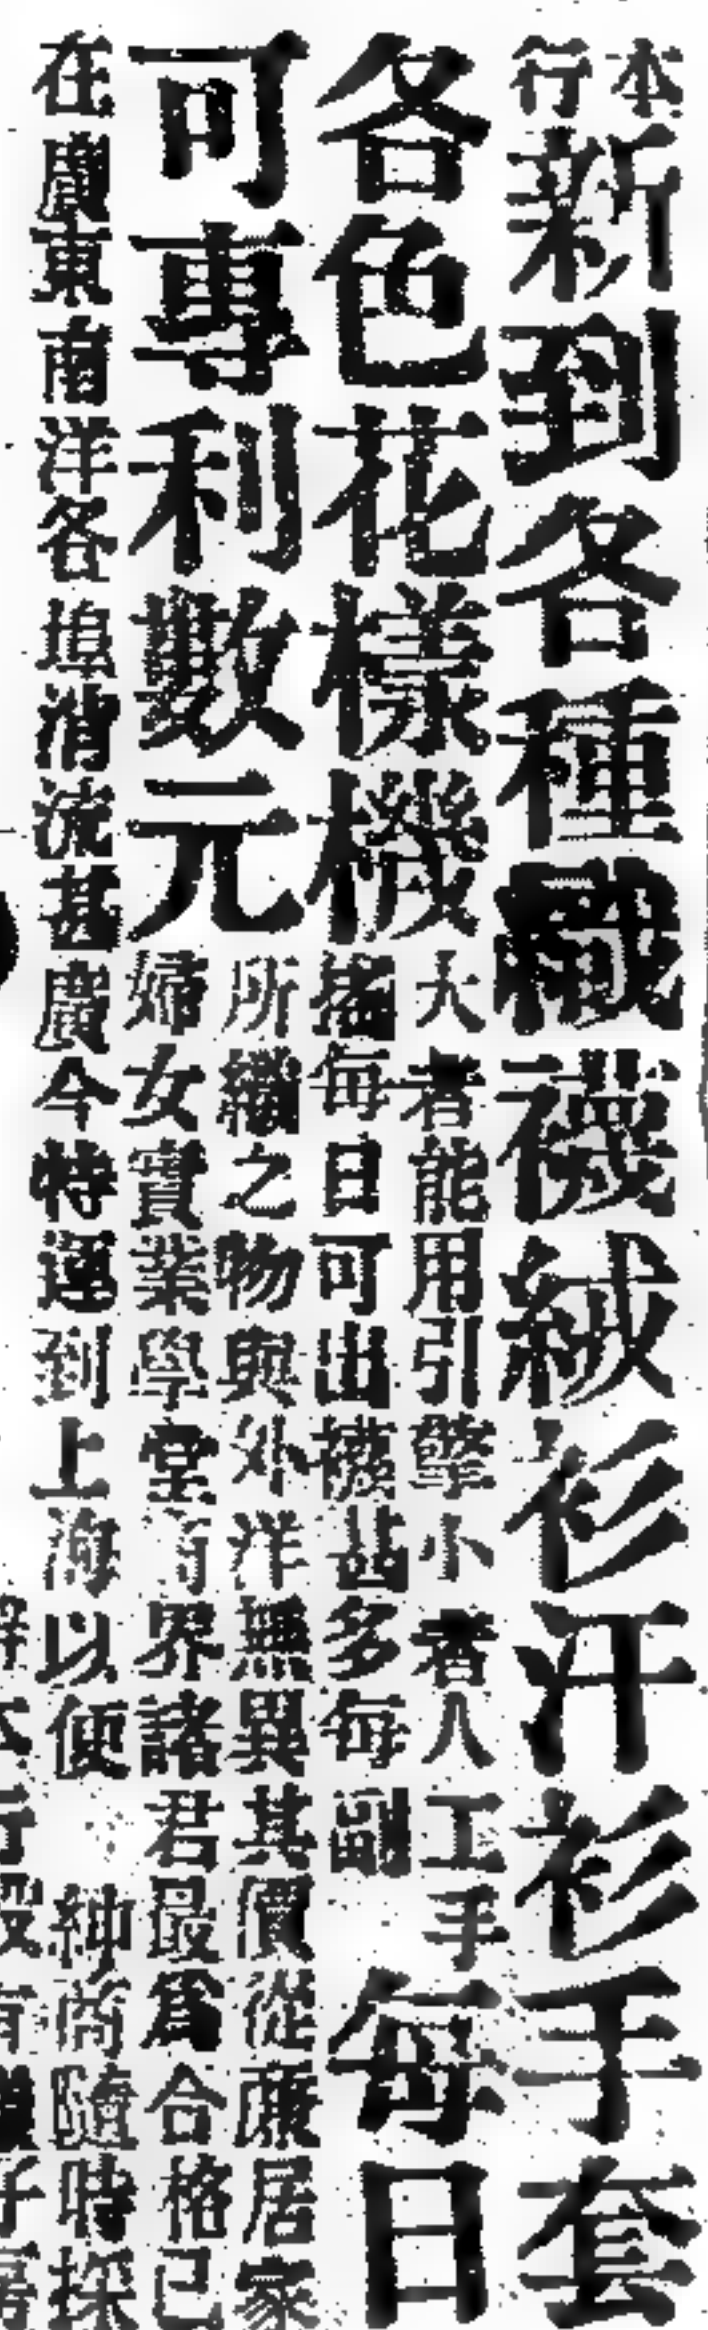 本行新到各種織襪絨衫汗衫手套
各色花樣機大者能用引擎小者人工手
搖每日可出襪甚多每副每日
可專利數元所織之物與外洋無異其價從廉居家
婦女實業學堂商界諸君最爲合格已
在廣東南洋各埠消流甚廣今特運到上海以便紳商隨時採